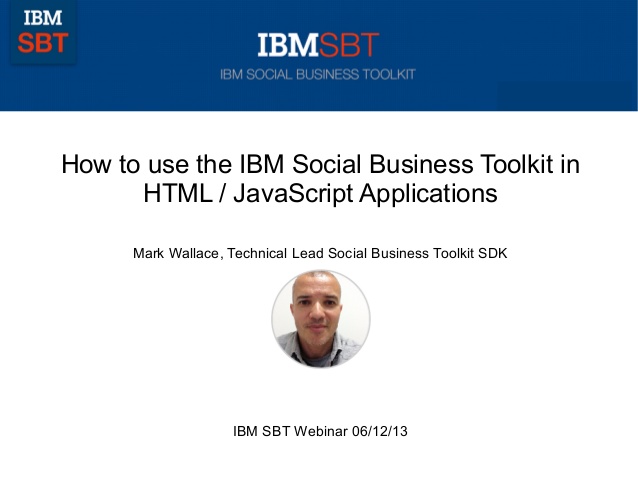 IBM
SBT
IBMSBT
IBM SOCIAL BUSINESS TOOLKIT
How to use the IBM Social Business Toolkit in
HTML / JavaScript Applications
Mark Wallace, Technical Lead Social Business Toolkit SDK
IBM SBT Webinar 06/12/13